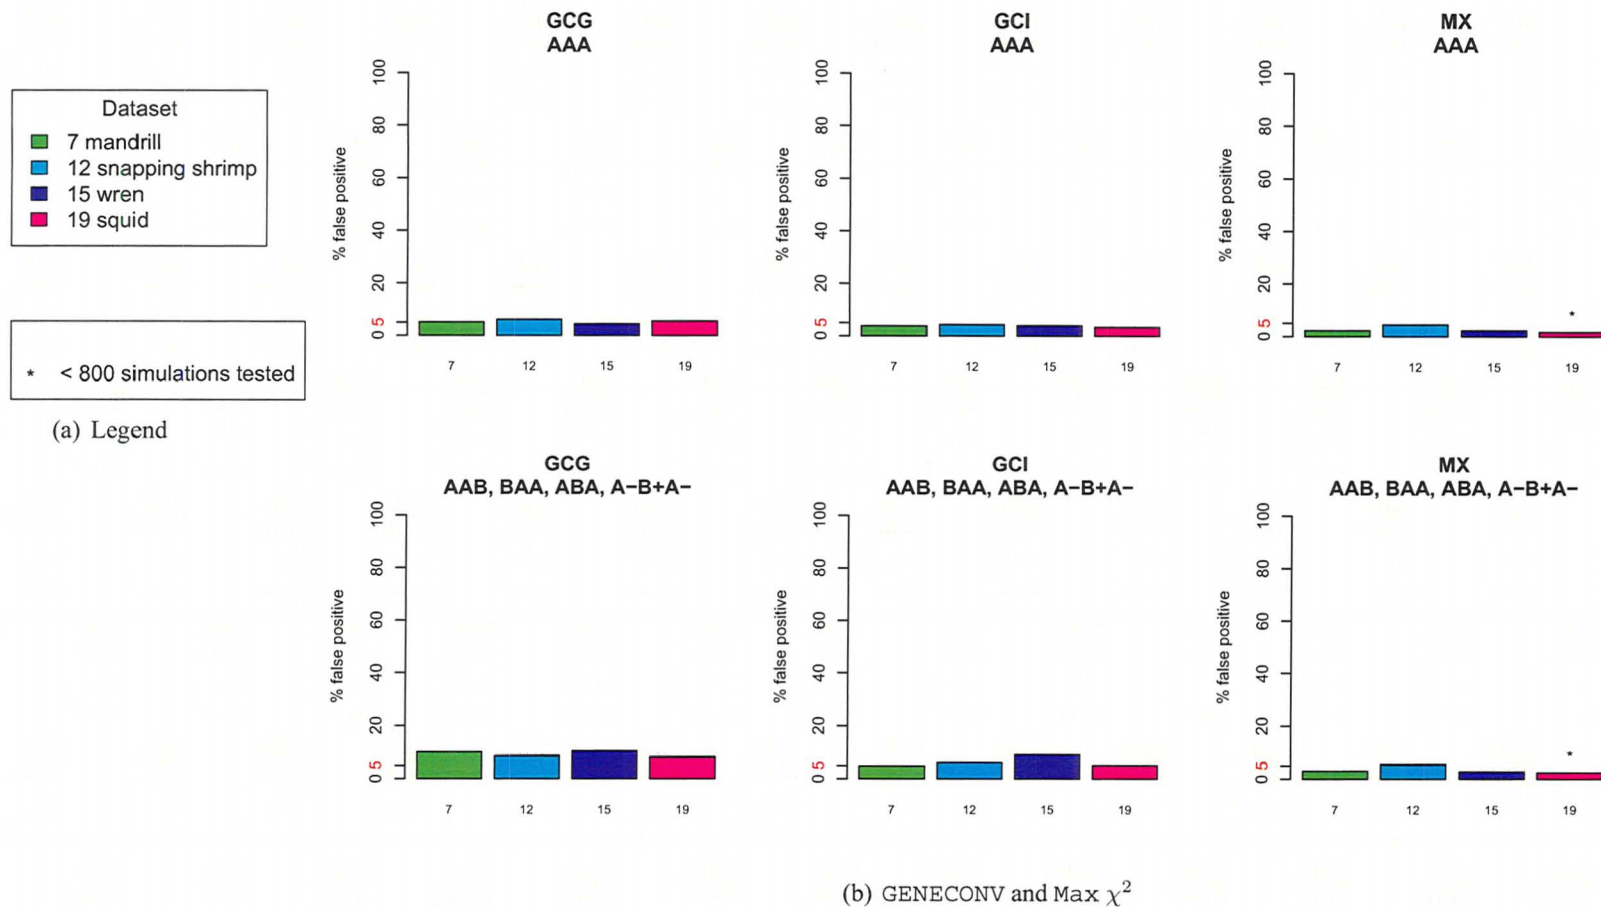 Dataset
7 mandrill
12 snapping shrimp
15 wren
19 squid
* < 800 simulations tested
(a) Legend
GCG
AAA
% false positive
0 5 20 40 60 80 100
7 12 15 19
GCI
AAA
% false positive
0 5 20 40 60 80 100
7 12 15 19
MX
AAA
% false positive
0 5 20 40 60 80 100
*
7 12 15 19
GCG
AAB, BAA, ABA, A−B+A−
% false positive
0 5 20 40 60 80 100
7 12 15 19
GCI
AAB, BAA, ABA, A−B+A−
% false positive
0 5 20 40 60 80 100
7 12 15 19
MX
AAB, BAA, ABA, A−B+A−
% false positive
0 5 20 40 60 80 100
*
7 12 15 19
(b) GENECONV and Max χ²